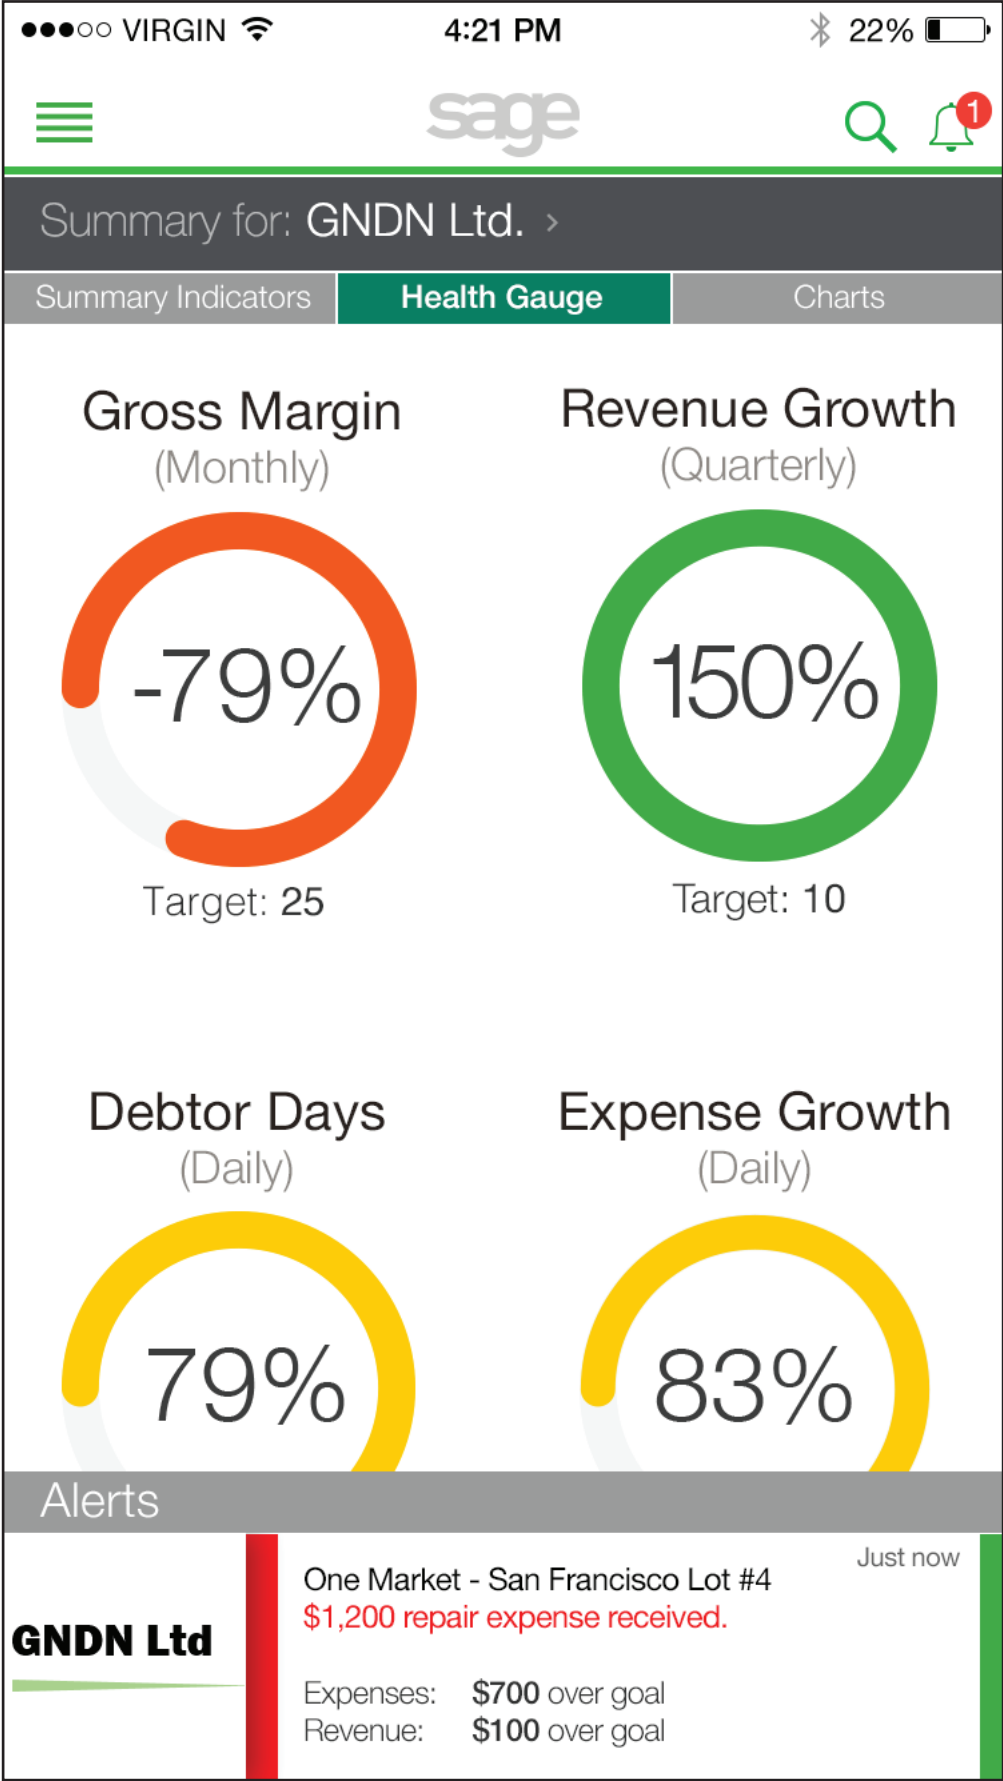 VIRGIN 4:21 PM 22%
sage 1
Summary for: GNDN Ltd. >
Summary Indicators Health Gauge Charts
Gross Margin
(Monthly)
-79%
Target: 25
Revenue Growth
(Quarterly)
150%
Target: 10
Debtor Days
(Daily)
79%
Expense Growth
(Daily)
83%
Alerts
GNDN Ltd
Just now
One Market - San Francisco Lot #4
$1,200 repair expense received.
Expenses: $700 over goal
Revenue: $100 over goal